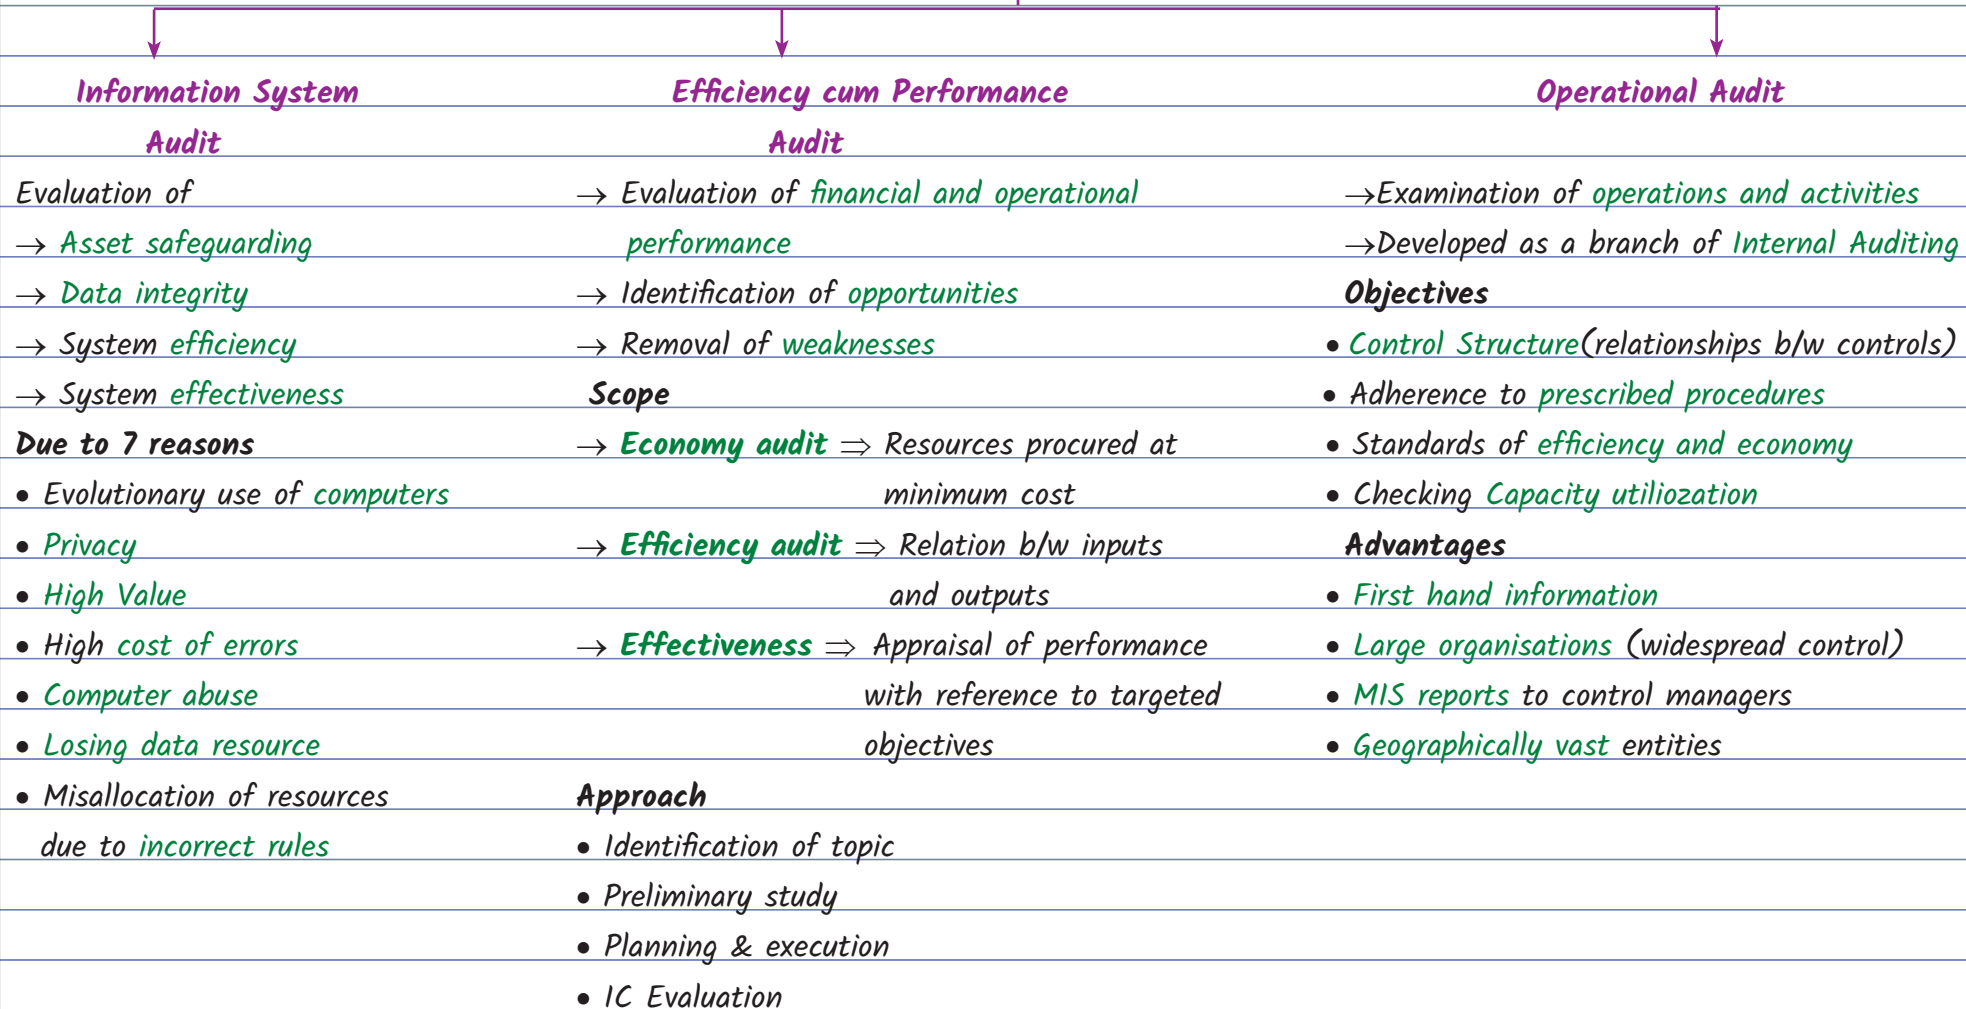 Information System
Audit
Evaluation of
→ Asset safeguarding
→ Data integrity
→ System efficiency
→ System effectiveness
Due to 7 reasons
• Evolutionary use of computers
• Privacy
• High Value
• High cost of errors
• Computer abuse
• Losing data resource
• Misallocation of resources
due to incorrect rules
Efficiency cum Performance
Audit
→ Evaluation of financial and operational
performance
→ Identification of opportunities
→ Removal of weaknesses
Scope
→ Economy audit ⇒ Resources procured at
minimum cost
→ Efficiency audit ⇒ Relation b/w inputs
and outputs
→ Effectiveness ⇒ Appraisal of performance
with reference to targeted
objectives
Approach
• Identification of topic
• Preliminary study
• Planning & execution
• IC Evaluation
Operational Audit
→Examination of operations and activities
→Developed as a branch of Internal Auditing
Objectives
• Control Structure(relationships b/w controls)
• Adherence to prescribed procedures
• Standards of efficiency and economy
• Checking Capacity utiliozation
Advantages
• First hand information
• Large organisations (widespread control)
• MIS reports to control managers
• Geographically vast entities